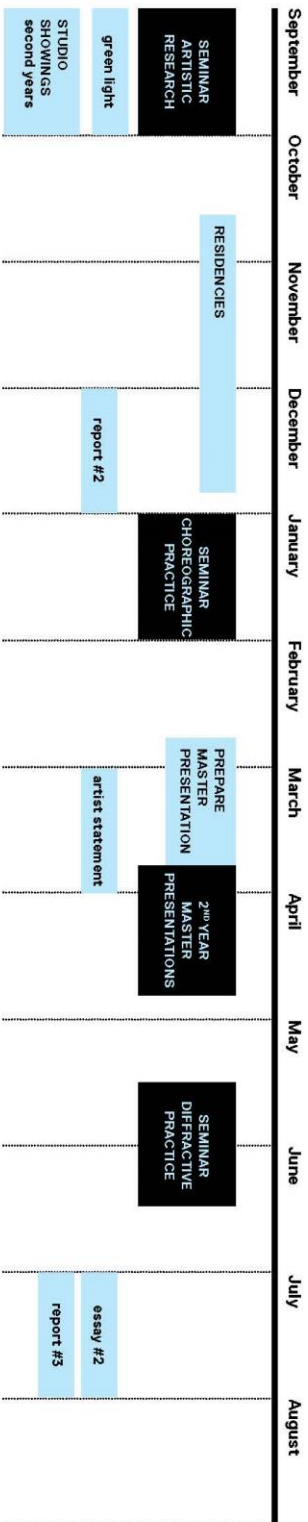 September
October
November
December
January
February
March
April
May
June
July
August
SEMINAR
ARTISTIC
RESEARCH
green light
STUDIO
SHOWINGS
second years
RESIDENCIES
report #2
SEMINAR
CHOREOGRAPHIC
PRACTICE
PREPARE
MASTER
PRESENTATION
artist statement
2ND YEAR
MASTER
PRESENTATIONS
SEMINAR
DIFFRACTIVE
PRACTICE
essay #2
report #3